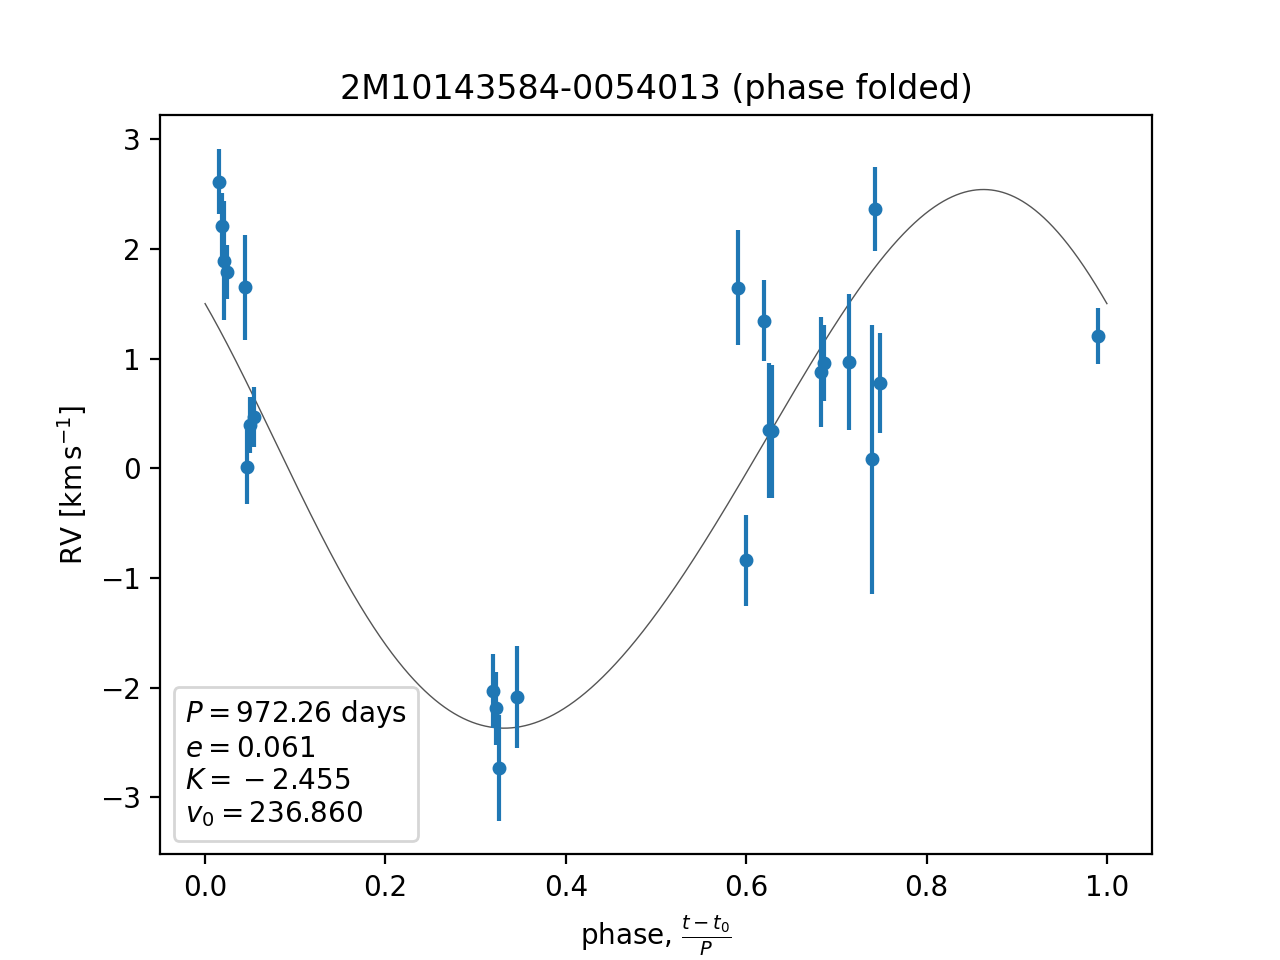 2M10143584-0054013 (phase folded)
RV [km s⁻¹]
3
2
1
0
−1
−2
−3
P = 972.26 days
e = 0.061
K = −2.455
v₀ = 236.860
0.0 0.2 0.4 0.6 0.8 1.0
phase, (t − t₀)/P